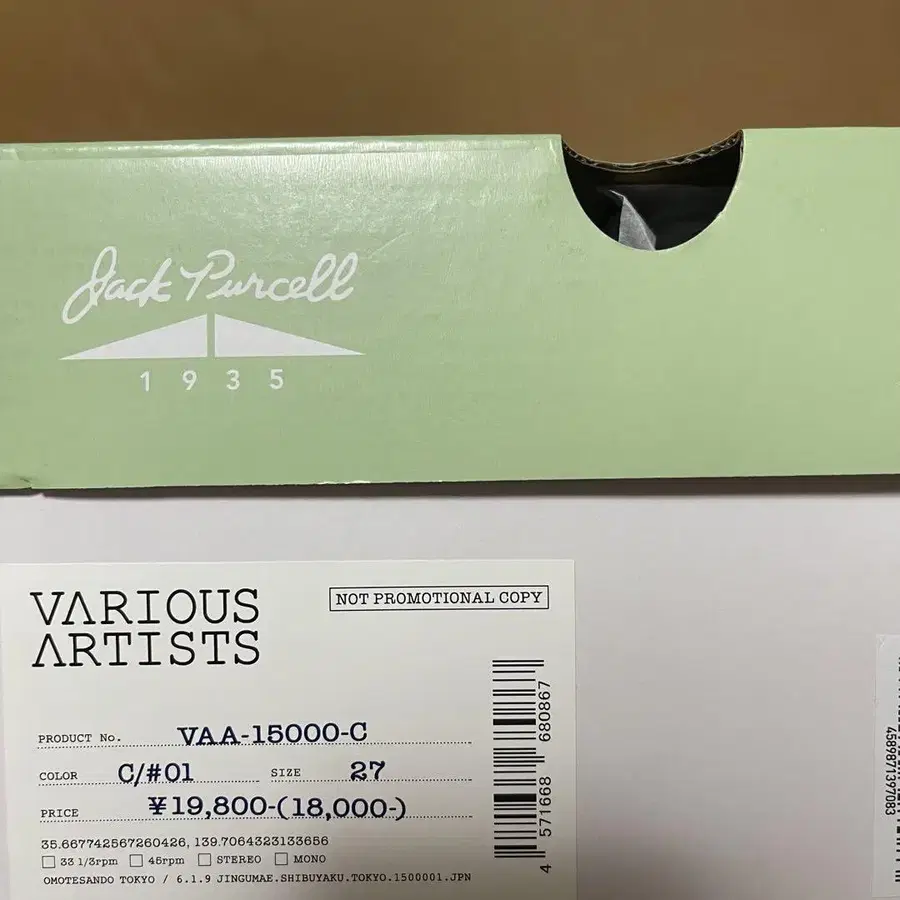 Jack Purcell
1935
VARIOUS
ARTISTS
NOT PROMOTIONAL COPY
PRODUCT No. VAA-15000-C
COLOR C/#01 SIZE 27
PRICE ¥19,800-(18,000-)
35.667742567260426, 139.7064323133656
33 1/3rpm 45rpm STEREO MONO
OMOTESANDO TOKYO / 6.1.9 JINGUMAE.SHIBUYAKU.TOKYO.1500001.JPN
4 571668 680867
4589871397083